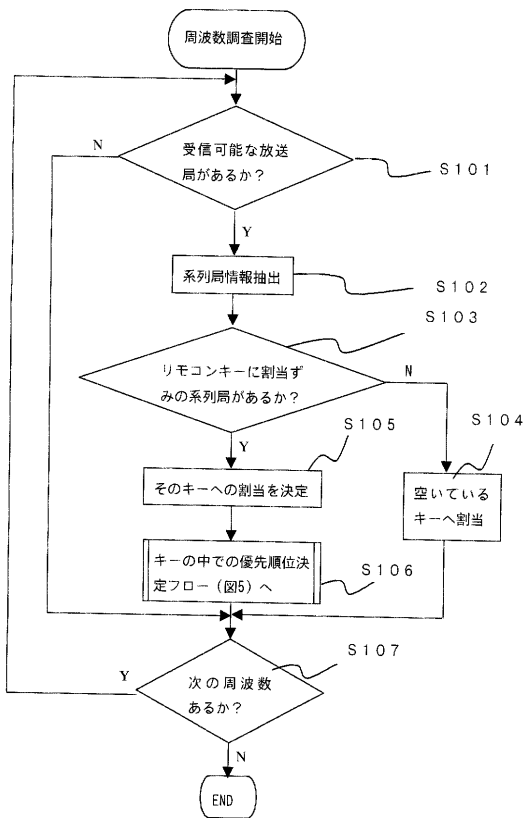 周波数調査開始
N
受信可能な放送
局があるか?
S101
Y
系列局情報抽出
S102
S103
リモコンキーに割当ず
みの系列局があるか?
N
S105
S104
Y
そのキーへの割当を決定
空いている
キーへ割当
キーの中での優先順位決
定フロー(図5)へ
S106
S107
Y
次の周波数
あるか?
N
END